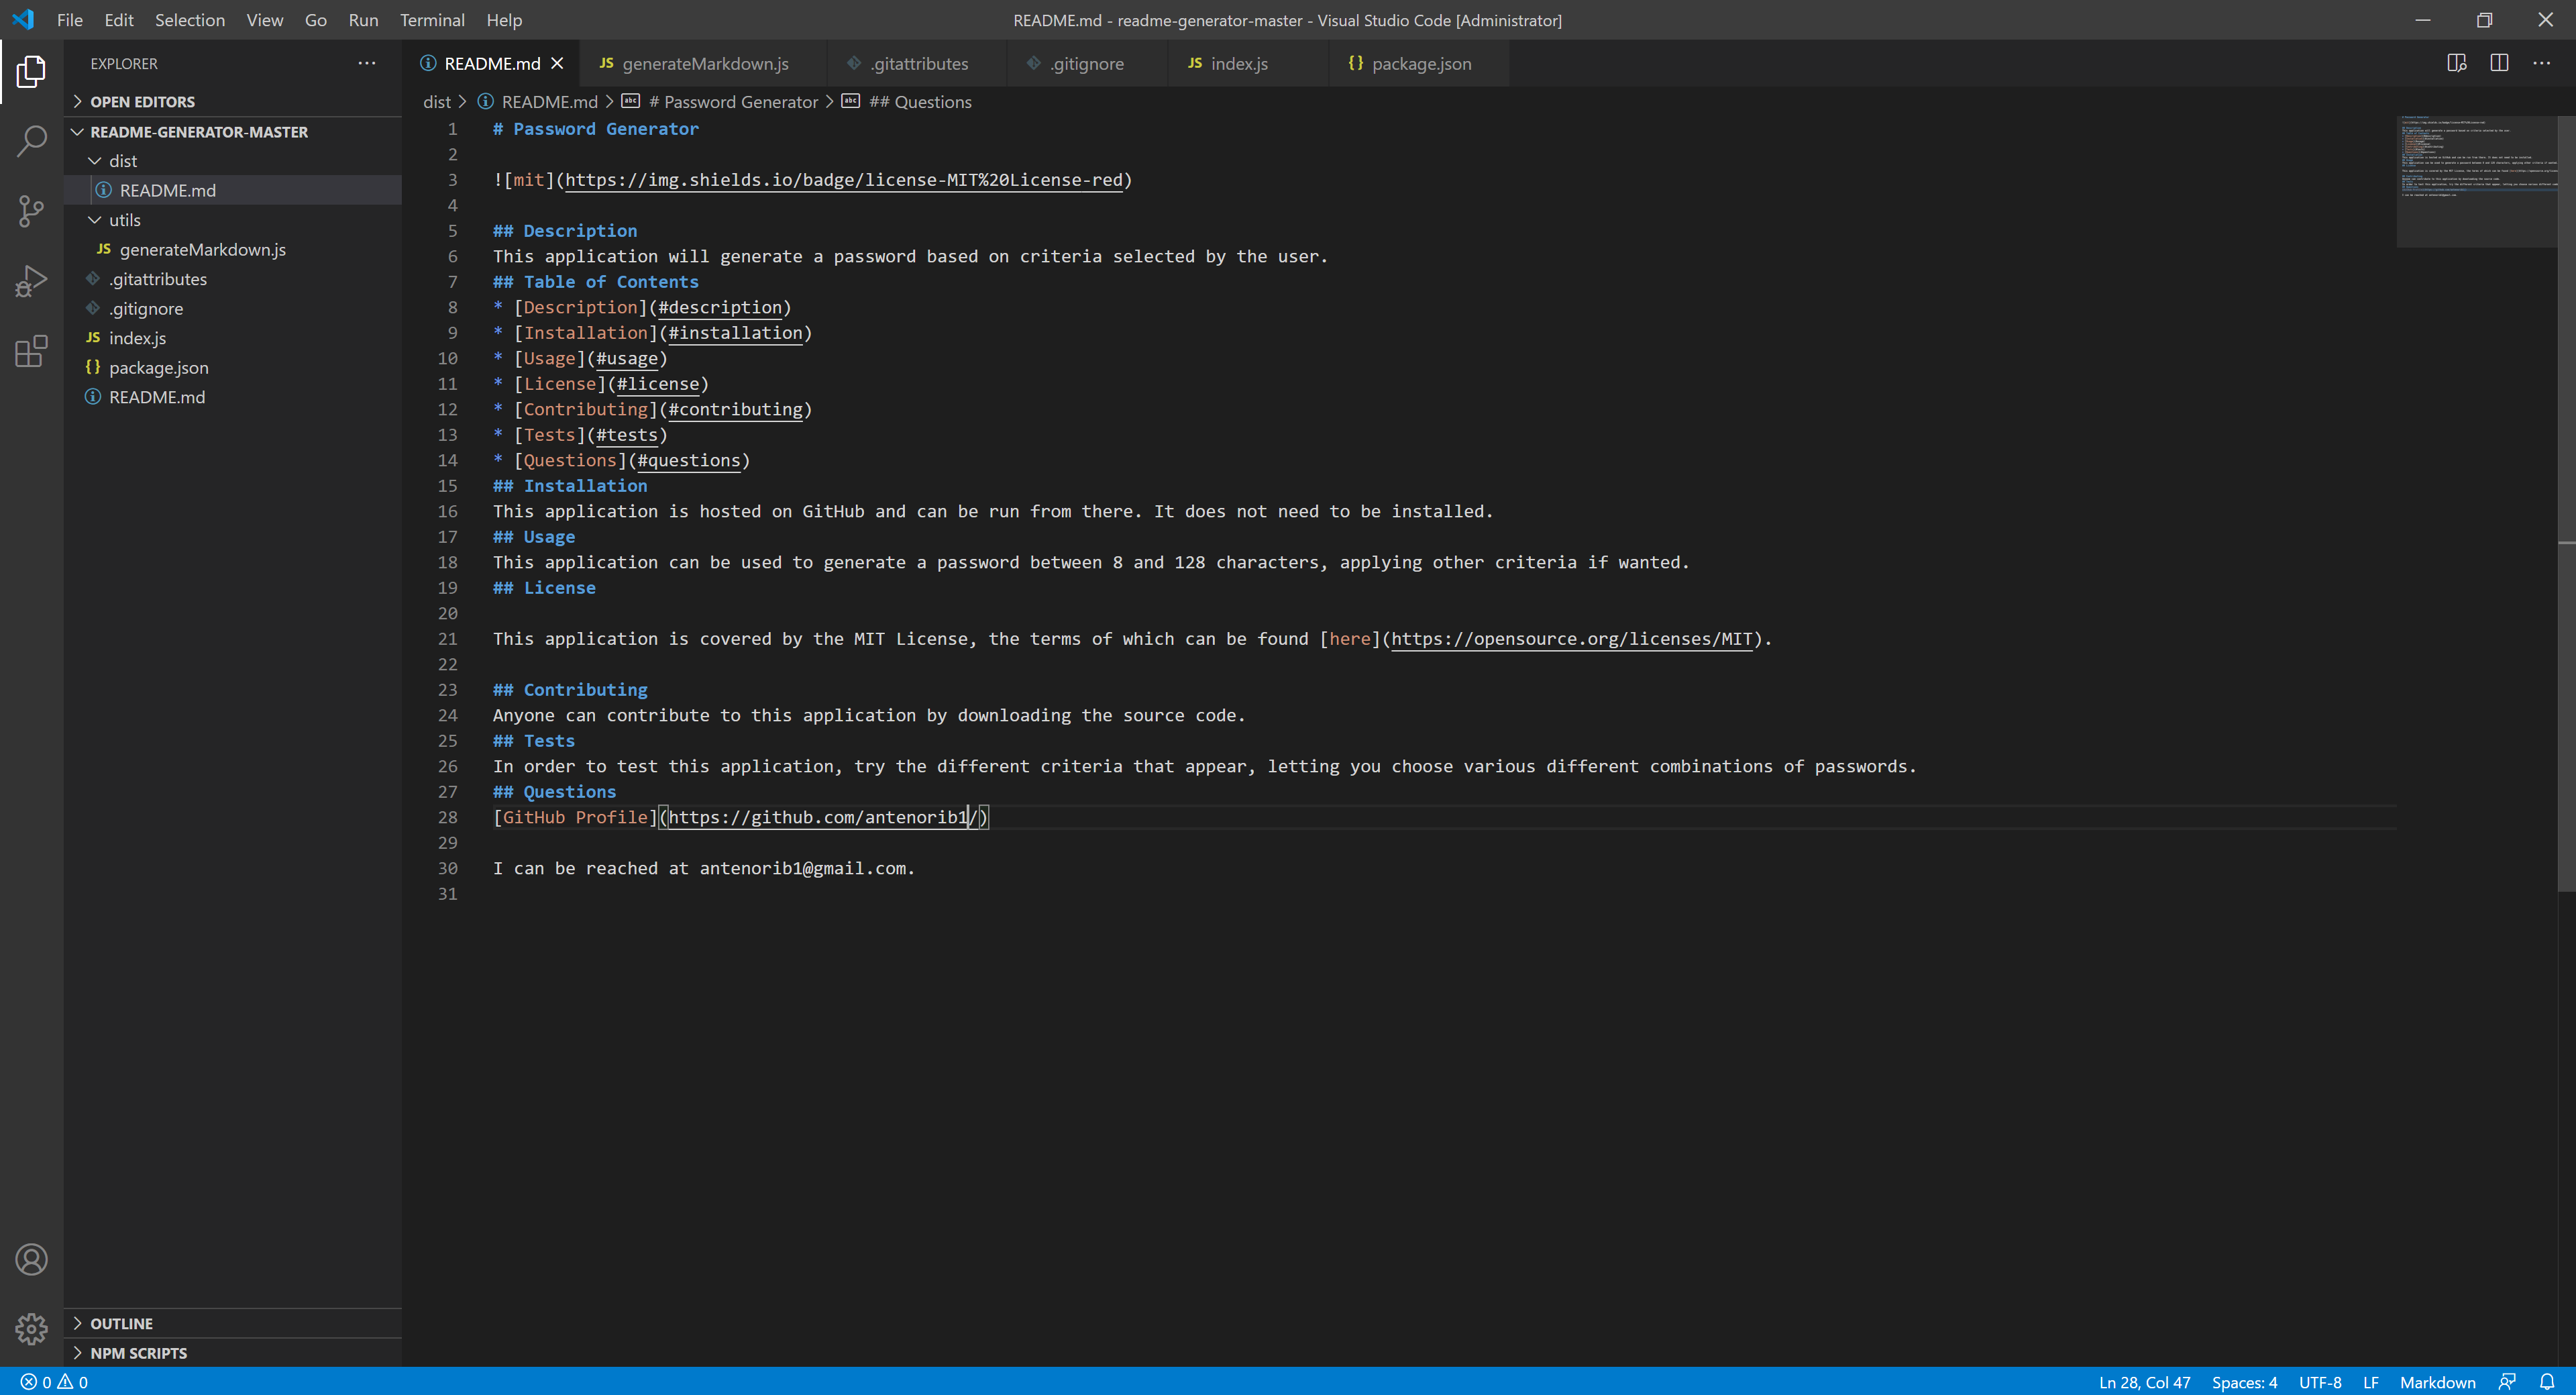 File Edit Selection View Go Run Terminal Help
README.md - readme-generator-master - Visual Studio Code [Administrator]
EXPLORER
OPEN EDITORS
README-GENERATOR-MASTER
dist
README.md
utils
JS generateMarkdown.js
.gitattributes
.gitignore
JS index.js
{} package.json
README.md
OUTLINE
NPM SCRIPTS
README.md JS generateMarkdown.js .gitattributes .gitignore JS index.js {} package.json
dist > README.md > abc # Password Generator > abc ## Questions
1 # Password Generator
2
3 ![mit](https://img.shields.io/badge/license-MIT%20License-red)
4
5 ## Description
6 This application will generate a password based on criteria selected by the user.
7 ## Table of Contents
8 * [Description](#description)
9 * [Installation](#installation)
10 * [Usage](#usage)
11 * [License](#license)
12 * [Contributing](#contributing)
13 * [Tests](#tests)
14 * [Questions](#questions)
15 ## Installation
16 This application is hosted on GitHub and can be run from there. It does not need to be installed.
17 ## Usage
18 This application can be used to generate a password between 8 and 128 characters, applying other criteria if wanted.
19 ## License
20
21 This application is covered by the MIT License, the terms of which can be found [here](https://opensource.org/licenses/MIT).
22
23 ## Contributing
24 Anyone can contribute to this application by downloading the source code.
25 ## Tests
26 In order to test this application, try the different criteria that appear, letting you choose various different combinations of passwords.
27 ## Questions
28 [GitHub Profile](https://github.com/antenorib1/)
29
30 I can be reached at antenorib1@gmail.com.
31
0 0
Ln 28, Col 47 Spaces: 4 UTF-8 LF Markdown